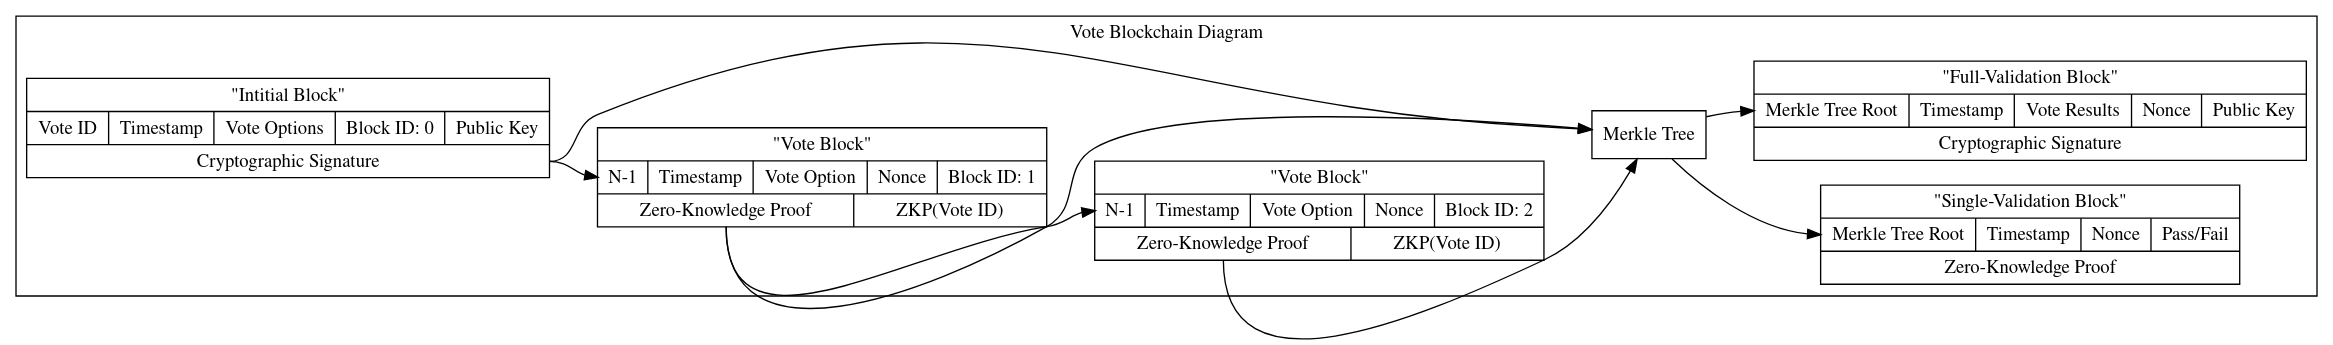 Vote Blockchain Diagram
"Intitial Block"
Vote ID Timestamp Vote Options Block ID: 0 Public Key
Cryptographic Signature
"Vote Block"
N-1 Timestamp Vote Option Nonce Block ID: 1
Zero-Knowledge Proof ZKP(Vote ID)
"Vote Block"
N-1 Timestamp Vote Option Nonce Block ID: 2
Zero-Knowledge Proof ZKP(Vote ID)
Merkle Tree
"Full-Validation Block"
Merkle Tree Root Timestamp Vote Results Nonce Public Key
Cryptographic Signature
"Single-Validation Block"
Merkle Tree Root Timestamp Nonce Pass/Fail
Zero-Knowledge Proof